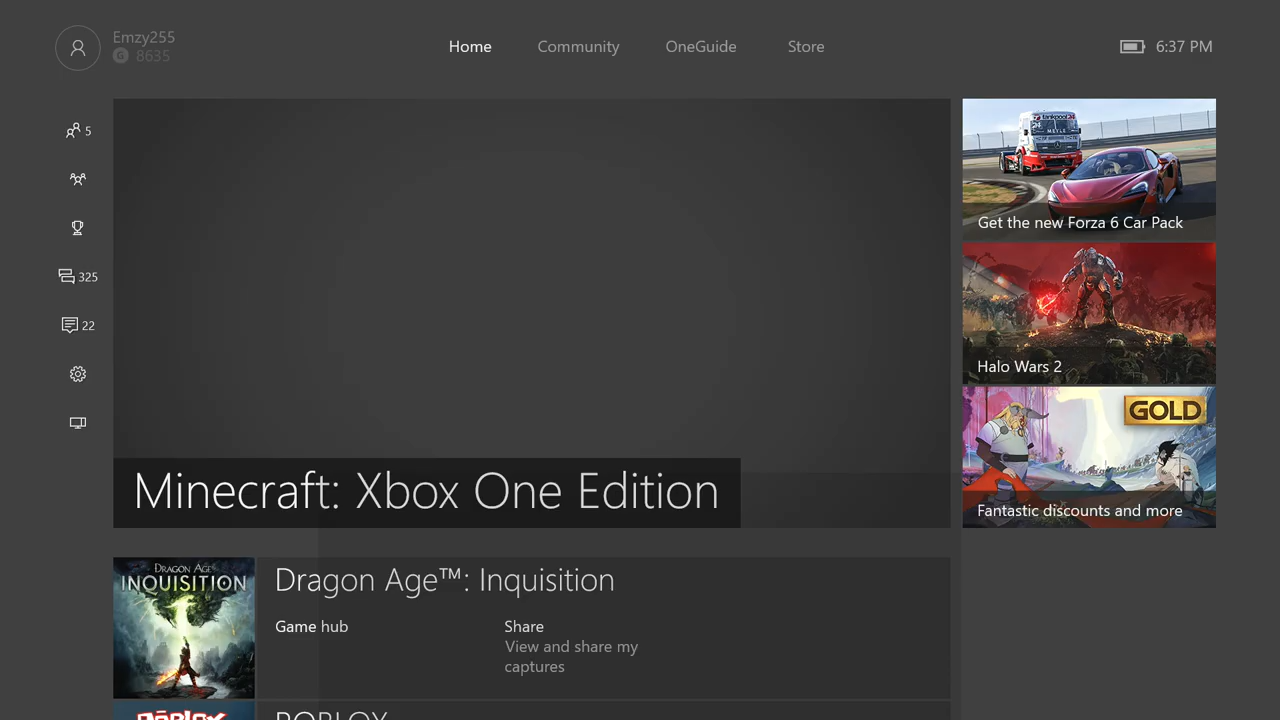 Emzy255
G 8635
Home
Community
OneGuide
Store
6:37 PM
5
325
22
Get the new Forza 6 Car Pack
Halo Wars 2
GOLD
Fantastic discounts and more
Minecraft: Xbox One Edition
DRAGON AGE
INQUISITION
Dragon Age™: Inquisition
Game hub
Share
View and share my
captures
ROBLOX
ROBLOX